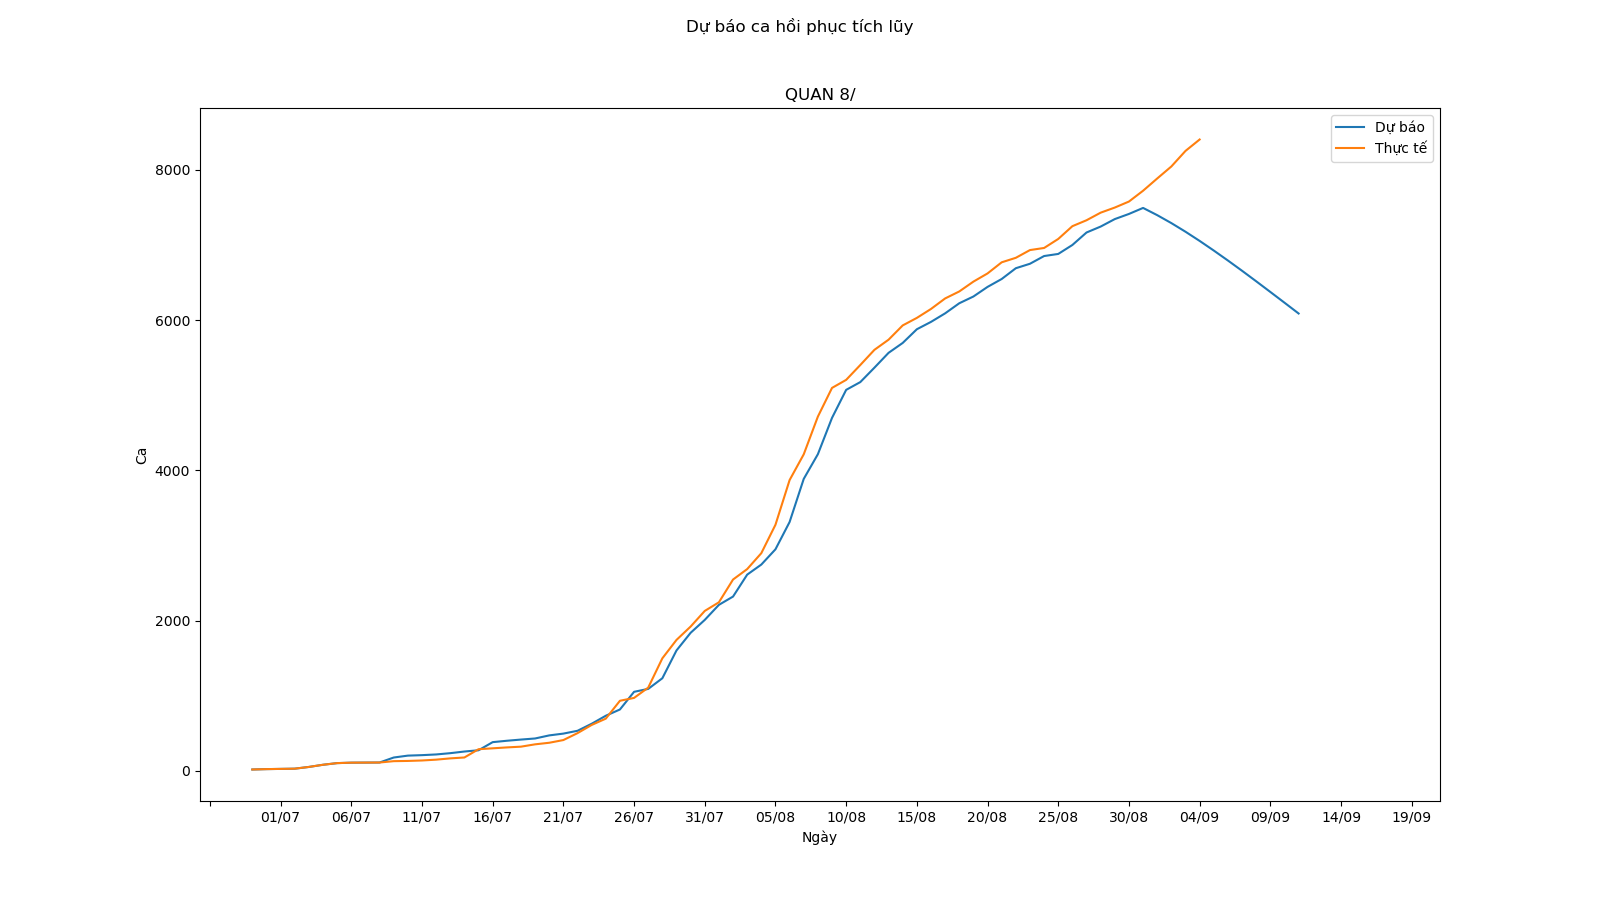 Dự báo ca hồi phục tích lũy
QUAN 8/
Dự báo
Thực tế
8000
6000
4000
2000
0
Ca
01/07 06/07 11/07 16/07 21/07 26/07 31/07 05/08 10/08 15/08 20/08 25/08 30/08 04/09 09/09 14/09 19/09
Ngày